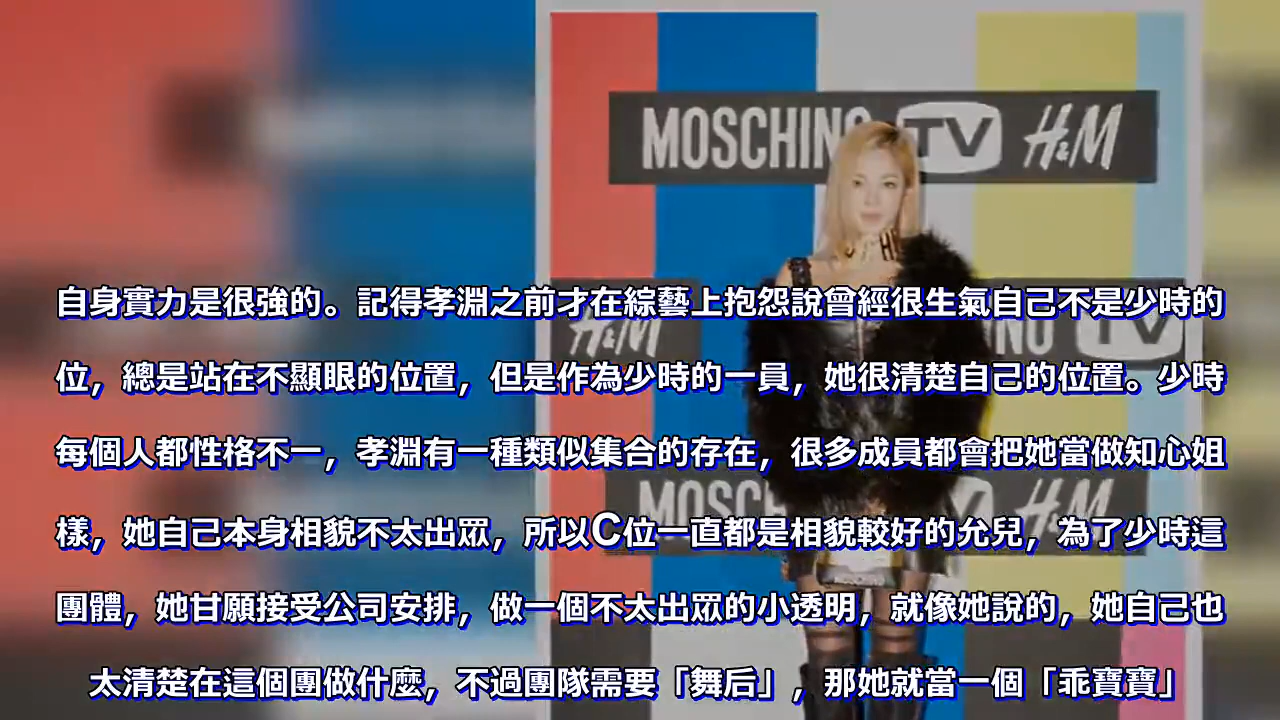 MOSCHINO TV H&M
自身實力是很強的。記得孝淵之前才在綜藝上抱怨說曾經很生氣自己不是少時的
H&M
NO TV
位，總是站在不顯眼的位置，但是作為少時的一員，她很清楚自己的位置。少時
每個人都性格不一，孝淵有一種類似集合的存在，很多成員都會把她當做知心姐
MOSCH H&M
樣，她自己本身相貌不太出眾，所以C位一直都是相貌較好的允兒，為了少時這
團體，她甘願接受公司安排，做一個不太出眾的小透明，就像她說的，她自己也
太清楚在這個團做什麼，不過團隊需要「舞后」，那她就當一個「乖寶寶」